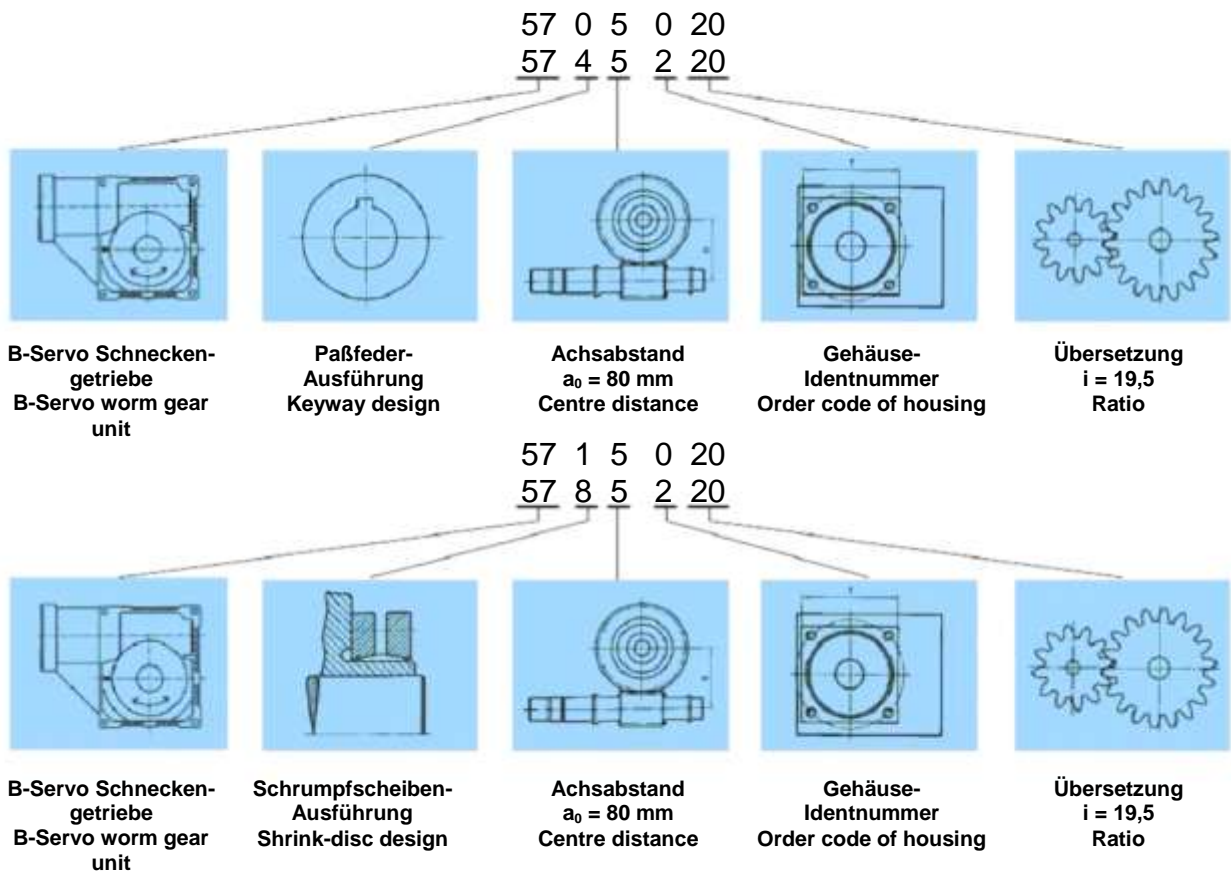 57 0 5 0 20
57 4 5 2 20
B-Servo Schnecken-
getriebe
B-Servo worm gear
unit
Paßfeder-
Ausführung
Keyway design
Achsabstand
a₀ = 80 mm
Centre distance
Gehäuse-
Identnummer
Order code of housing
Übersetzung
i = 19,5
Ratio
57 1 5 0 20
57 8 5 2 20
B-Servo Schnecken-
getriebe
B-Servo worm gear
unit
Schrumpfscheiben-
Ausführung
Shrink-disc design
Achsabstand
a₀ = 80 mm
Centre distance
Gehäuse-
Identnummer
Order code of housing
Übersetzung
i = 19,5
Ratio